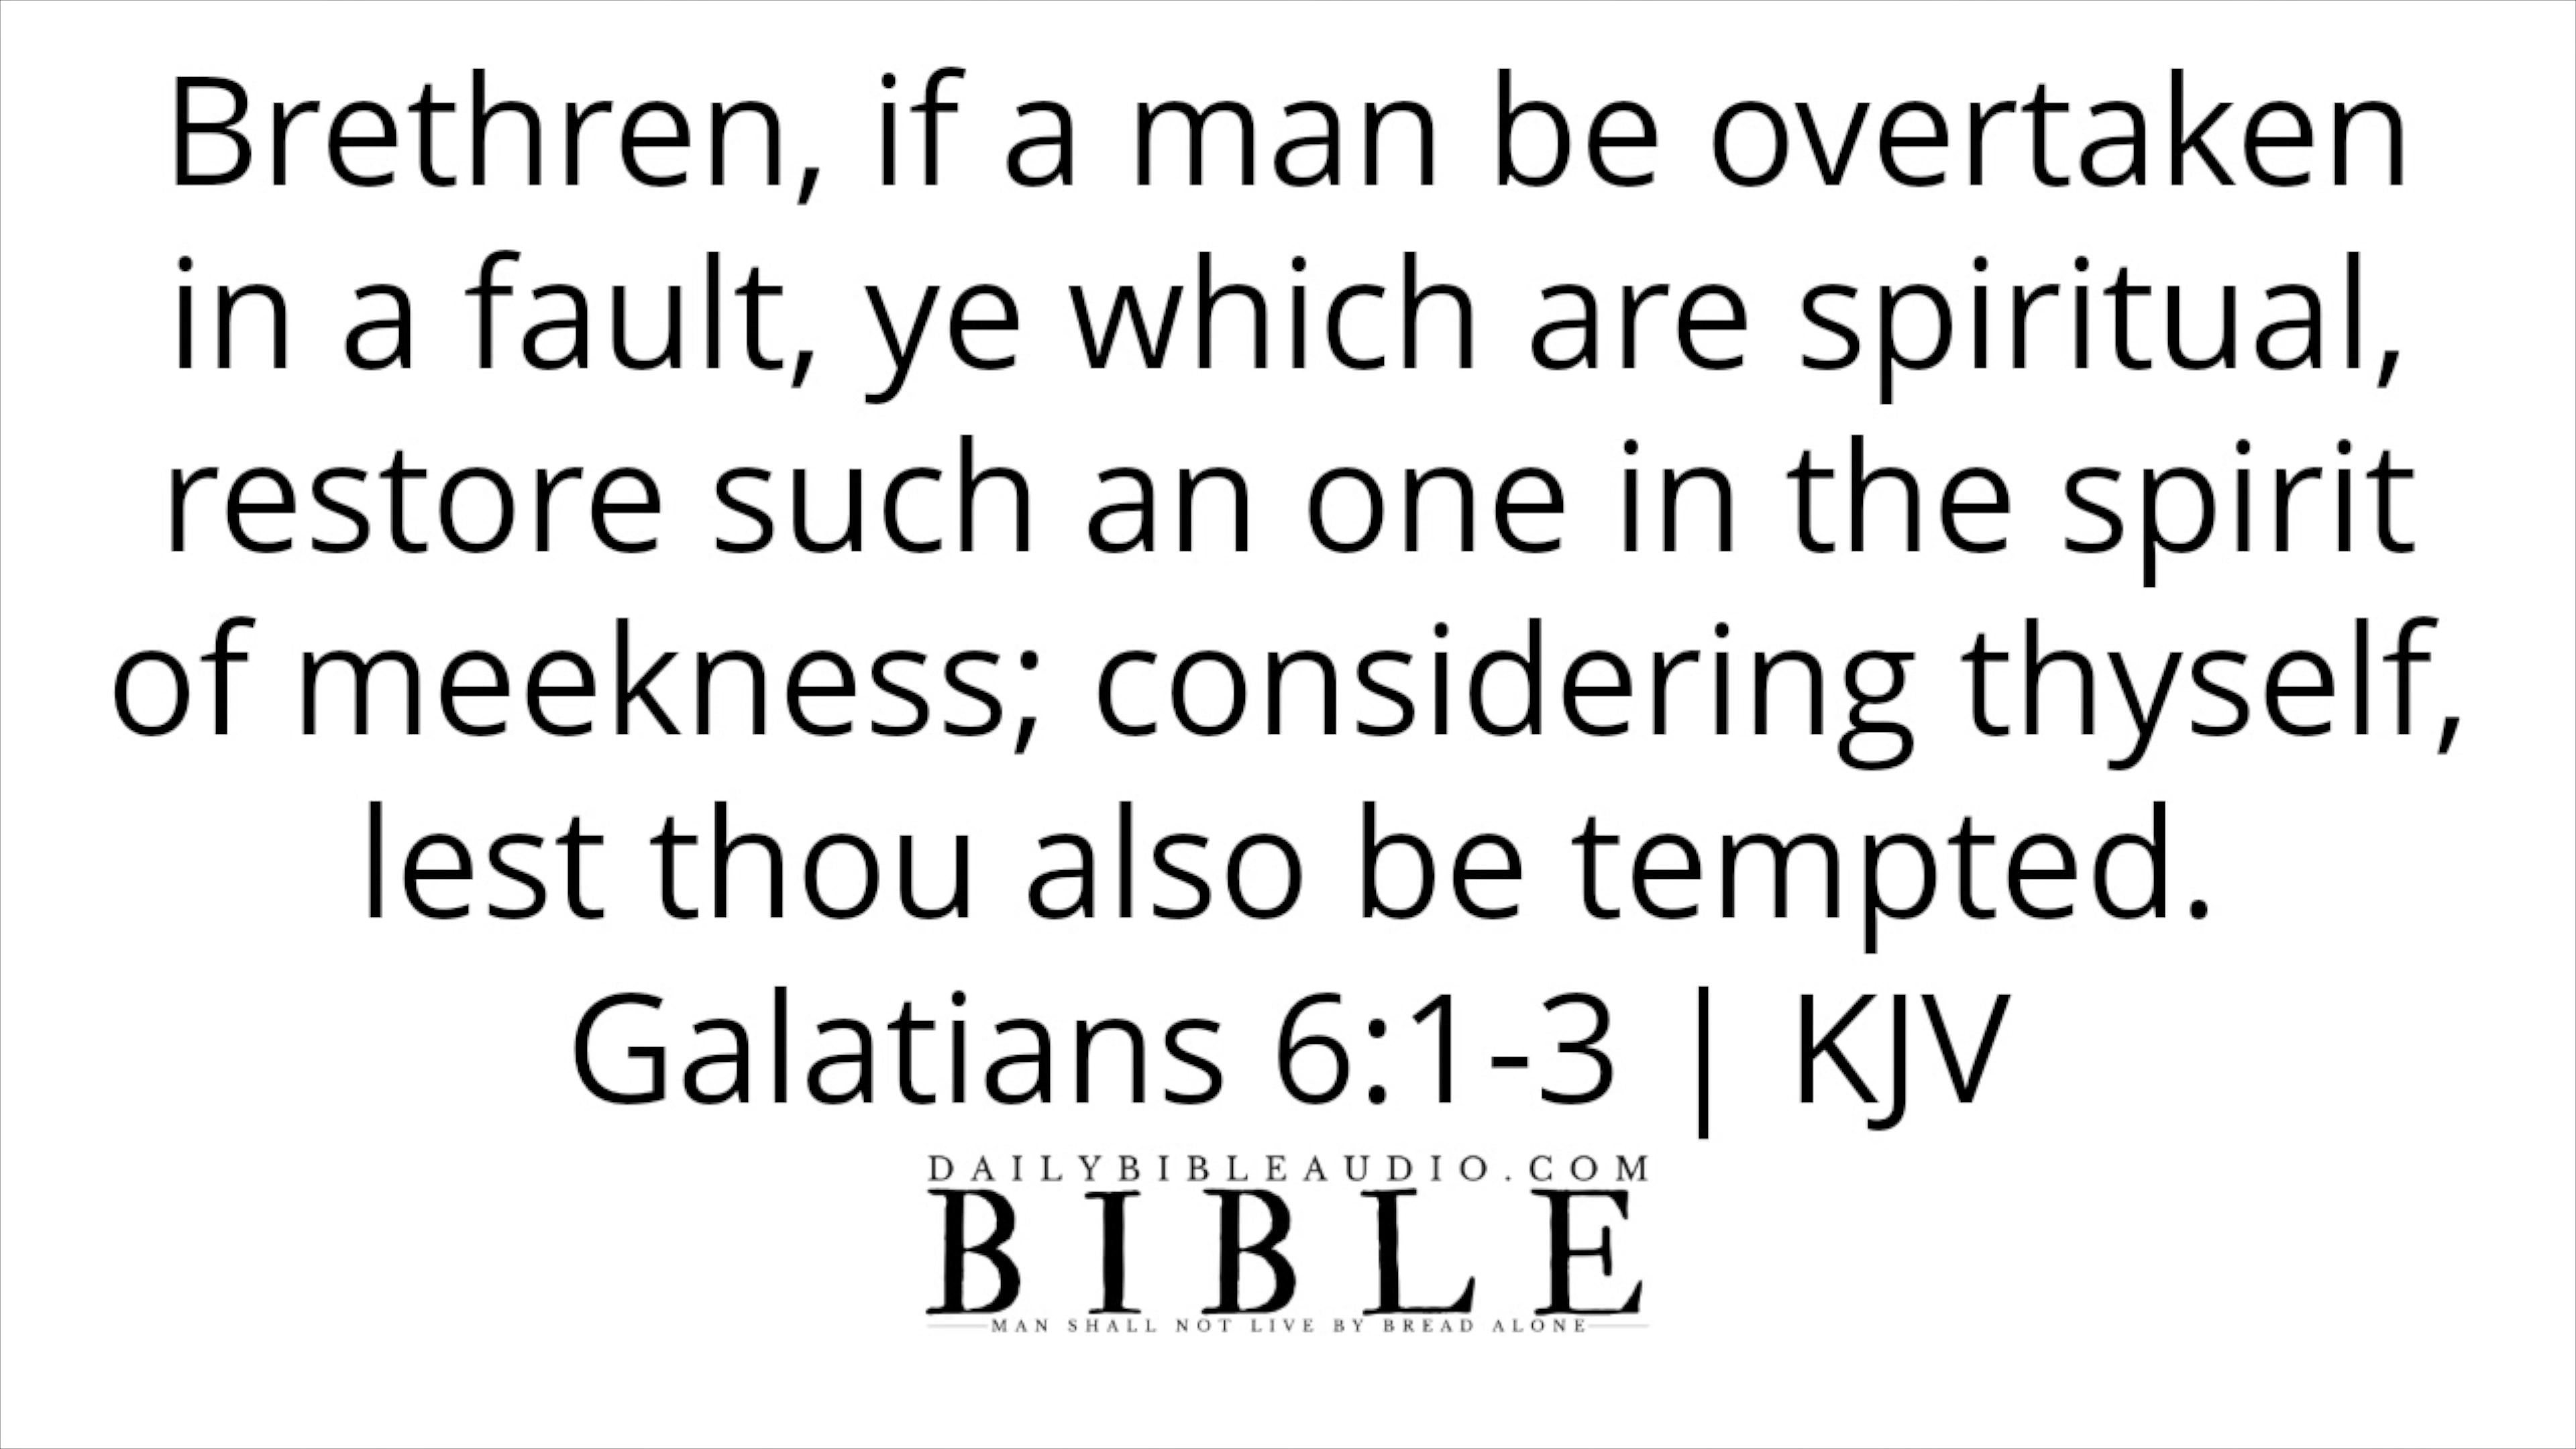 Brethren, if a man be overtaken
in a fault, ye which are spiritual,
restore such an one in the spirit
of meekness; considering thyself,
lest thou also be tempted.
Galatians 6:1-3 | KJV
DAILYBIBLEAUDIO.COM
BIBLE
MAN SHALL NOT LIVE BY BREAD ALONE